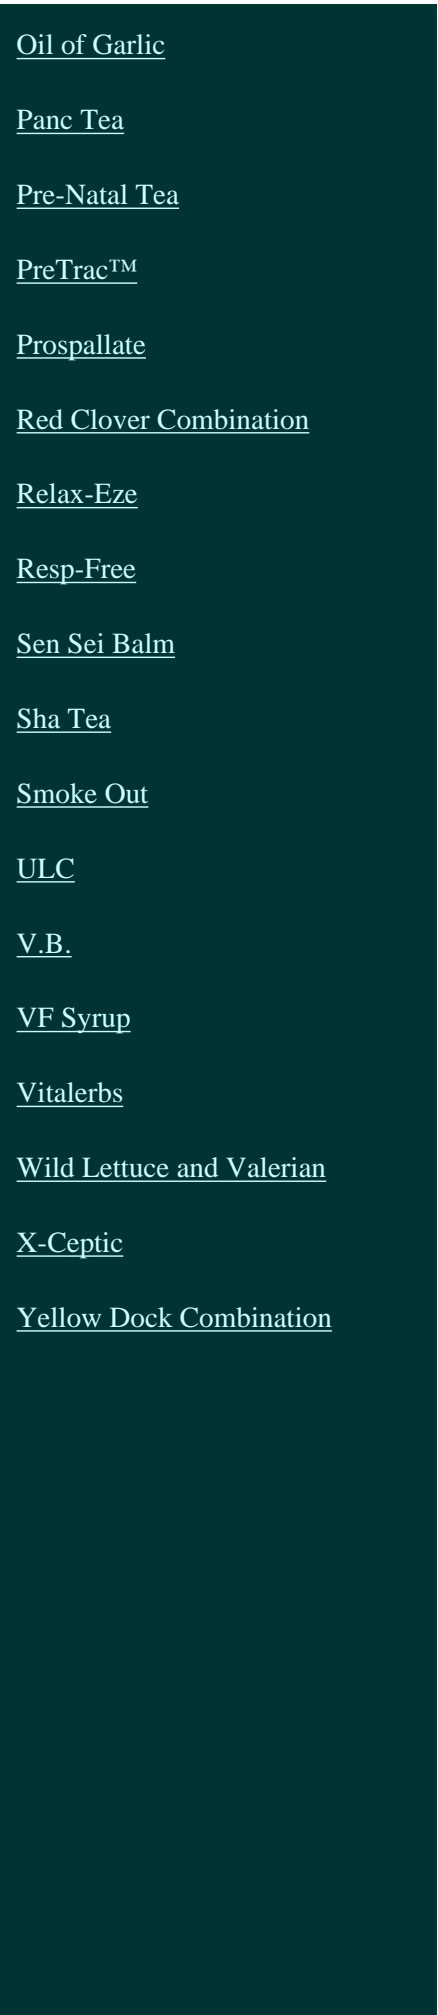 Oil of Garlic
Panc Tea
Pre-Natal Tea
PreTrac™
Prospallate
Red Clover Combination
Relax-Eze
Resp-Free
Sen Sei Balm
Sha Tea
Smoke Out
ULC
V.B.
VF Syrup
Vitalerbs
Wild Lettuce and Valerian
X-Ceptic
Yellow Dock Combination